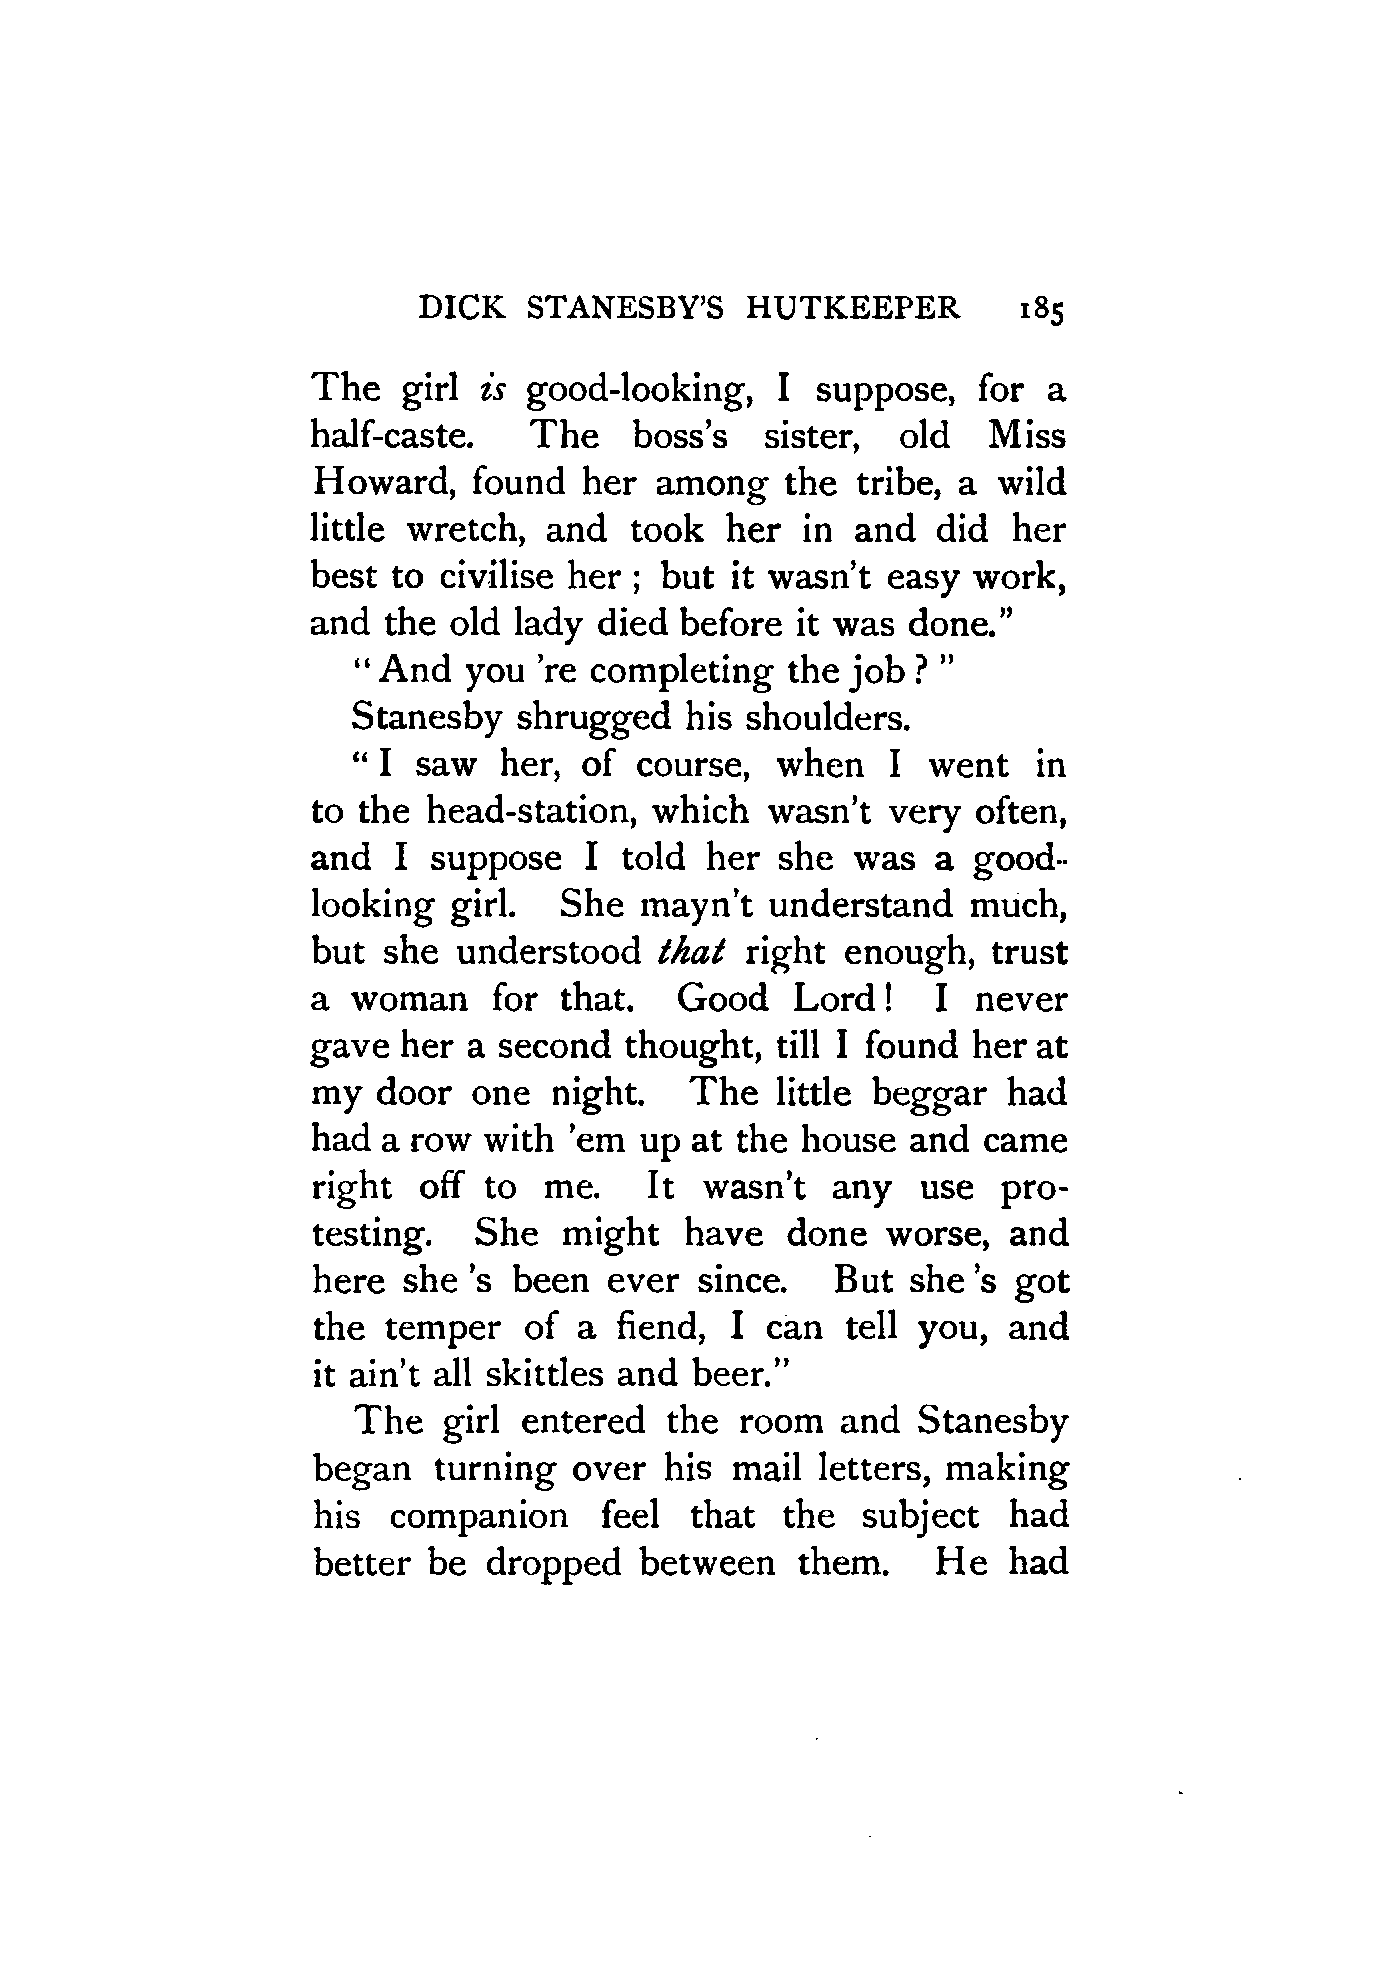 DICK STANESBY'S HUTKEEPER 185
The girl is good-looking, I suppose, for a
half-caste. The boss's sister, old Miss
Howard, found her among the tribe, a wild
little wretch, and took her in and did her
best to civilise her ; but it wasn't easy work,
and the old lady died before it was done."
"And you 're completing the job ? "
Stanesby shrugged his shoulders.
" I saw her, of course, when I went in
to the head-station, which wasn't very often,
and I suppose I told her she was a good-
looking girl. She mayn't understand much,
but she understood that right enough, trust
a woman for that. Good Lord ! I never
gave her a second thought, till I found her at
my door one night. The little beggar had
had a row with 'em up at the house and came
right off to me. It wasn't any use pro-
testing. She might have done worse, and
here she 's been ever since. But she 's got
the temper of a fiend, I can tell you, and
it ain't all skittles and beer."
The girl entered the room and Stanesby
began turning over his mail letters, making
his companion feel that the subject had
better be dropped between them. He had